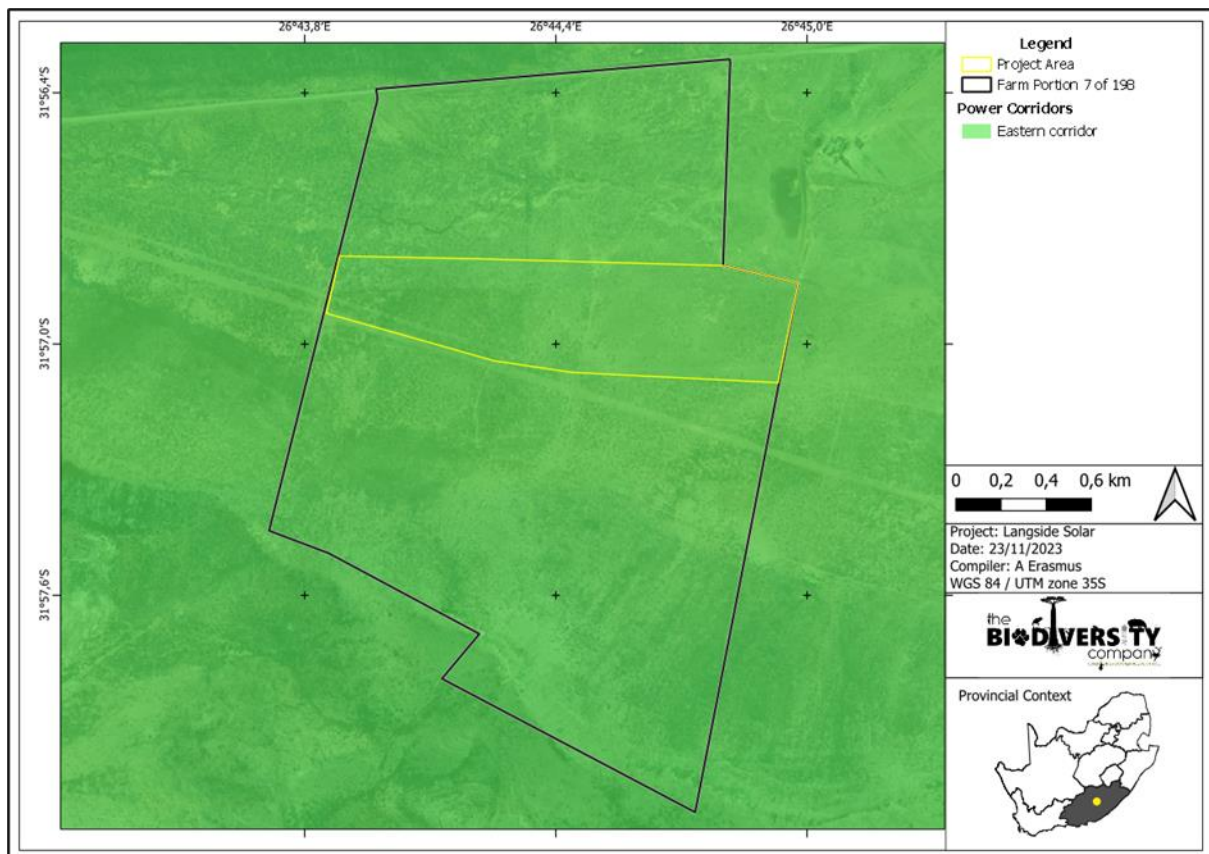 26°43,8'E 26°44,4'E 26°45,0'E
31°56,4'S
31°57,0'S
31°57,6'S
Legend
Project Area
Farm Portion 7 of 198
Power Corridors
Eastern corridor
0 0,2 0,4 0,6 km
Project: Langside Solar
Date: 23/11/2023
Compiler: A Erasmus
WGS 84 / UTM zone 35S
the
BIODIVERSITY
company
Provincial Context